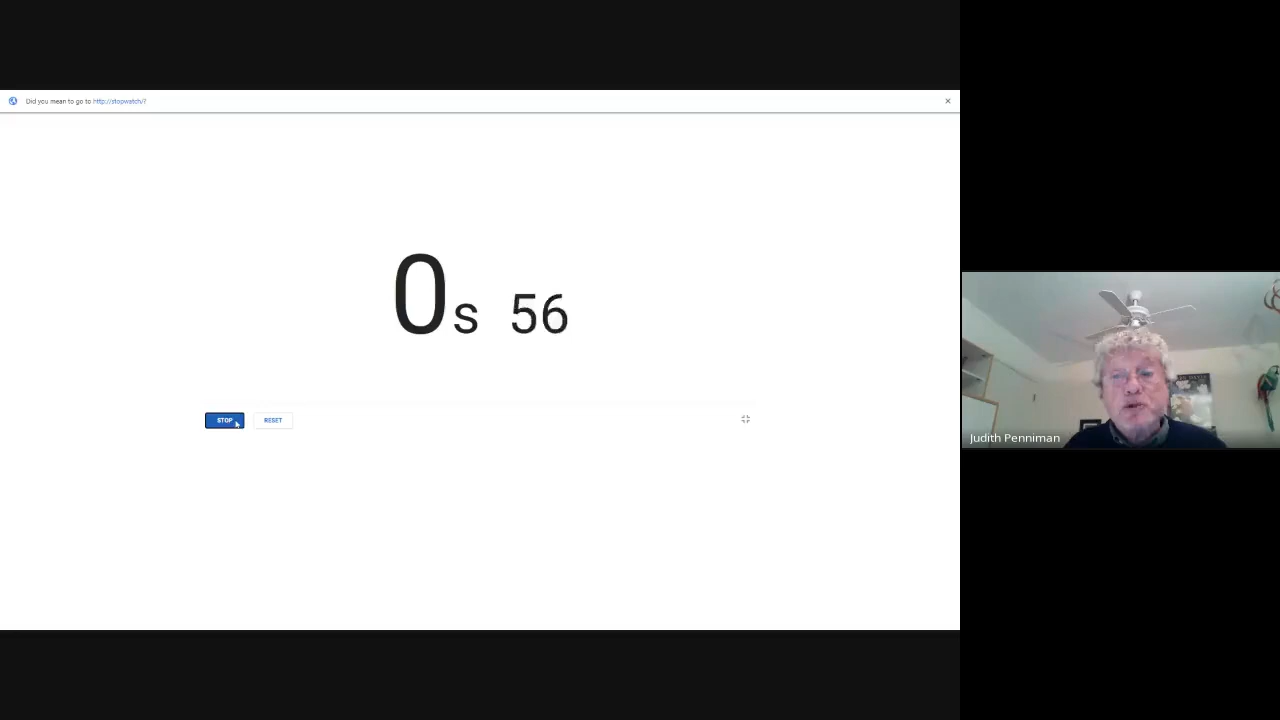 Did you mean to go to http://stopwatch/?
0s 56
STOP
RESET
Judith Penniman